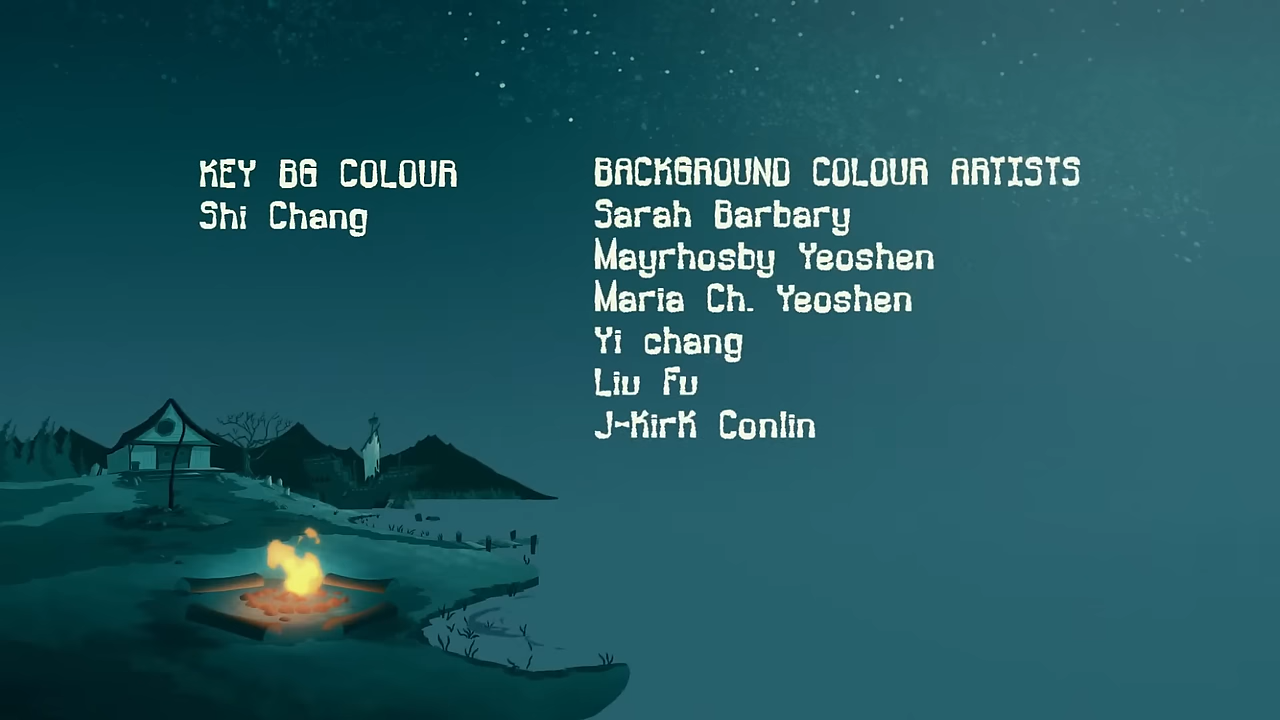 KEY BG COLOUR
Shi Chang
BACKGROUND COLOUR ARTISTS
Sarah Barbary
Mayrhosby Yeoshen
Maria Ch. Yeoshen
Yi chang
Liu Fu
J-Kirk Conlin